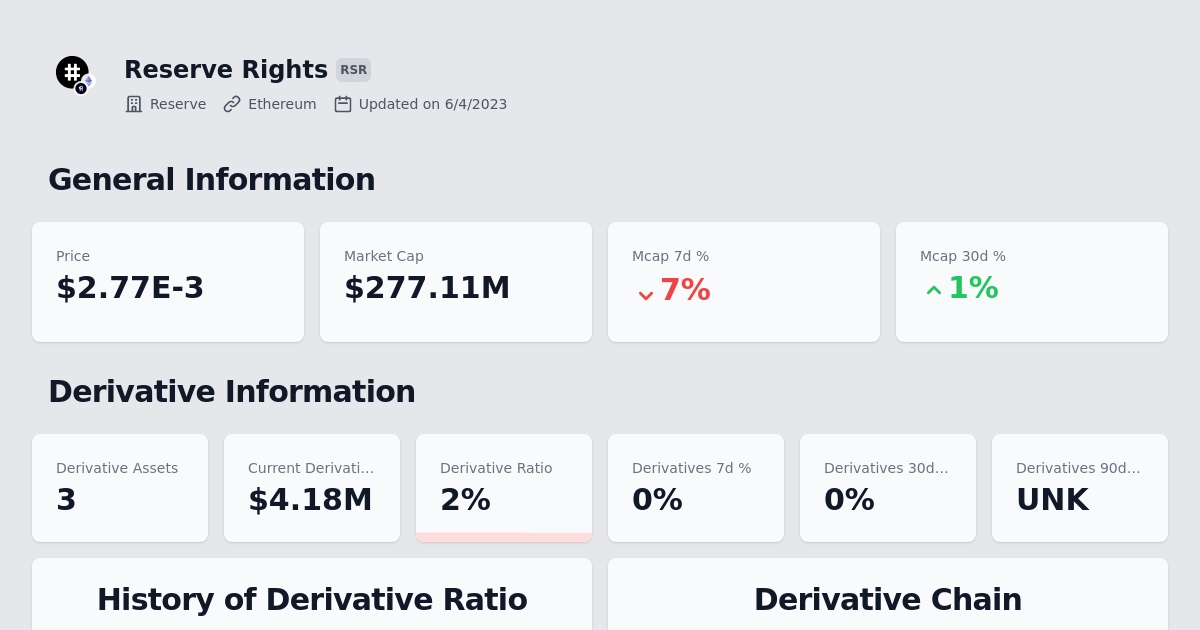 Reserve Rights RSR
Reserve Ethereum Updated on 6/4/2023
General Information
Price
$2.77E-3
Market Cap
$277.11M
Mcap 7d %
7%
Mcap 30d %
1%
Derivative Information
Derivative Assets
3
Current Derivati...
$4.18M
Derivative Ratio
2%
Derivatives 7d %
0%
Derivatives 30d...
0%
Derivatives 90d...
UNK
History of Derivative Ratio
Derivative Chain